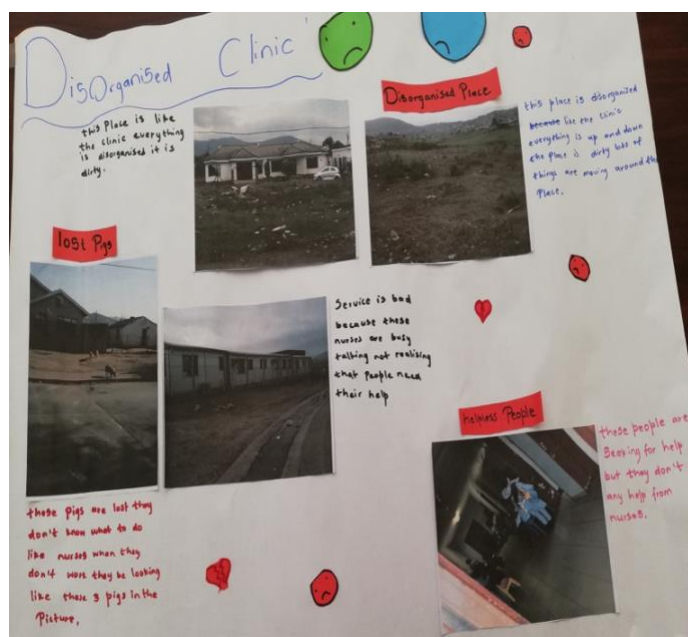 DisOrganised Clinic
this Place is like
the clinic everything
is disorganised it is
dirty.
Disorganised Place
this place is disorganised
because like the clinic
everything is up and down
the place is dirty lots of
things are moving around the
Place.
lost Pigs
these pigs are lost they
don't know what to do
like nurses when they
don't work they be looking
like these 3 pigs in the
Picture.
Service is bad
because these
nurses are busy
talking not realising
that People need
their help
helpless People
these people are
Seeking for help
but they don't
any help from
nurses.